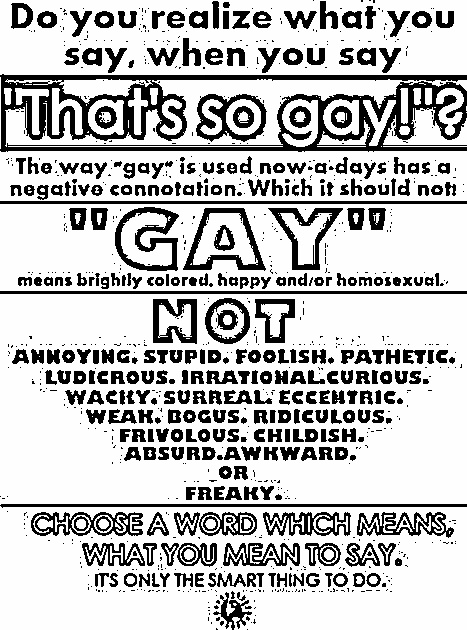 Do you realize what you
say, when you say
"That's so gay!"?
The way "gay" is used now-a-days has a
negative connotation. Which it should not!
"GAY"
means brightly colored, happy and/or homosexual.
NOT
ANNOYING. STUPID. FOOLISH. PATHETIC.
LUDICROUS. IRRATIONAL.CURIOUS.
WACKY. SURREAL. ECCENTRIC.
WEAK. BOGUS. RIDICULOUS.
FRIVOLOUS. CHILDISH.
ABSURD.AWKWARD.
OR
FREAKY.
CHOOSE A WORD WHICH MEANS,
WHAT YOU MEAN TO SAY.
IT'S ONLY THE SMART THING TO DO.